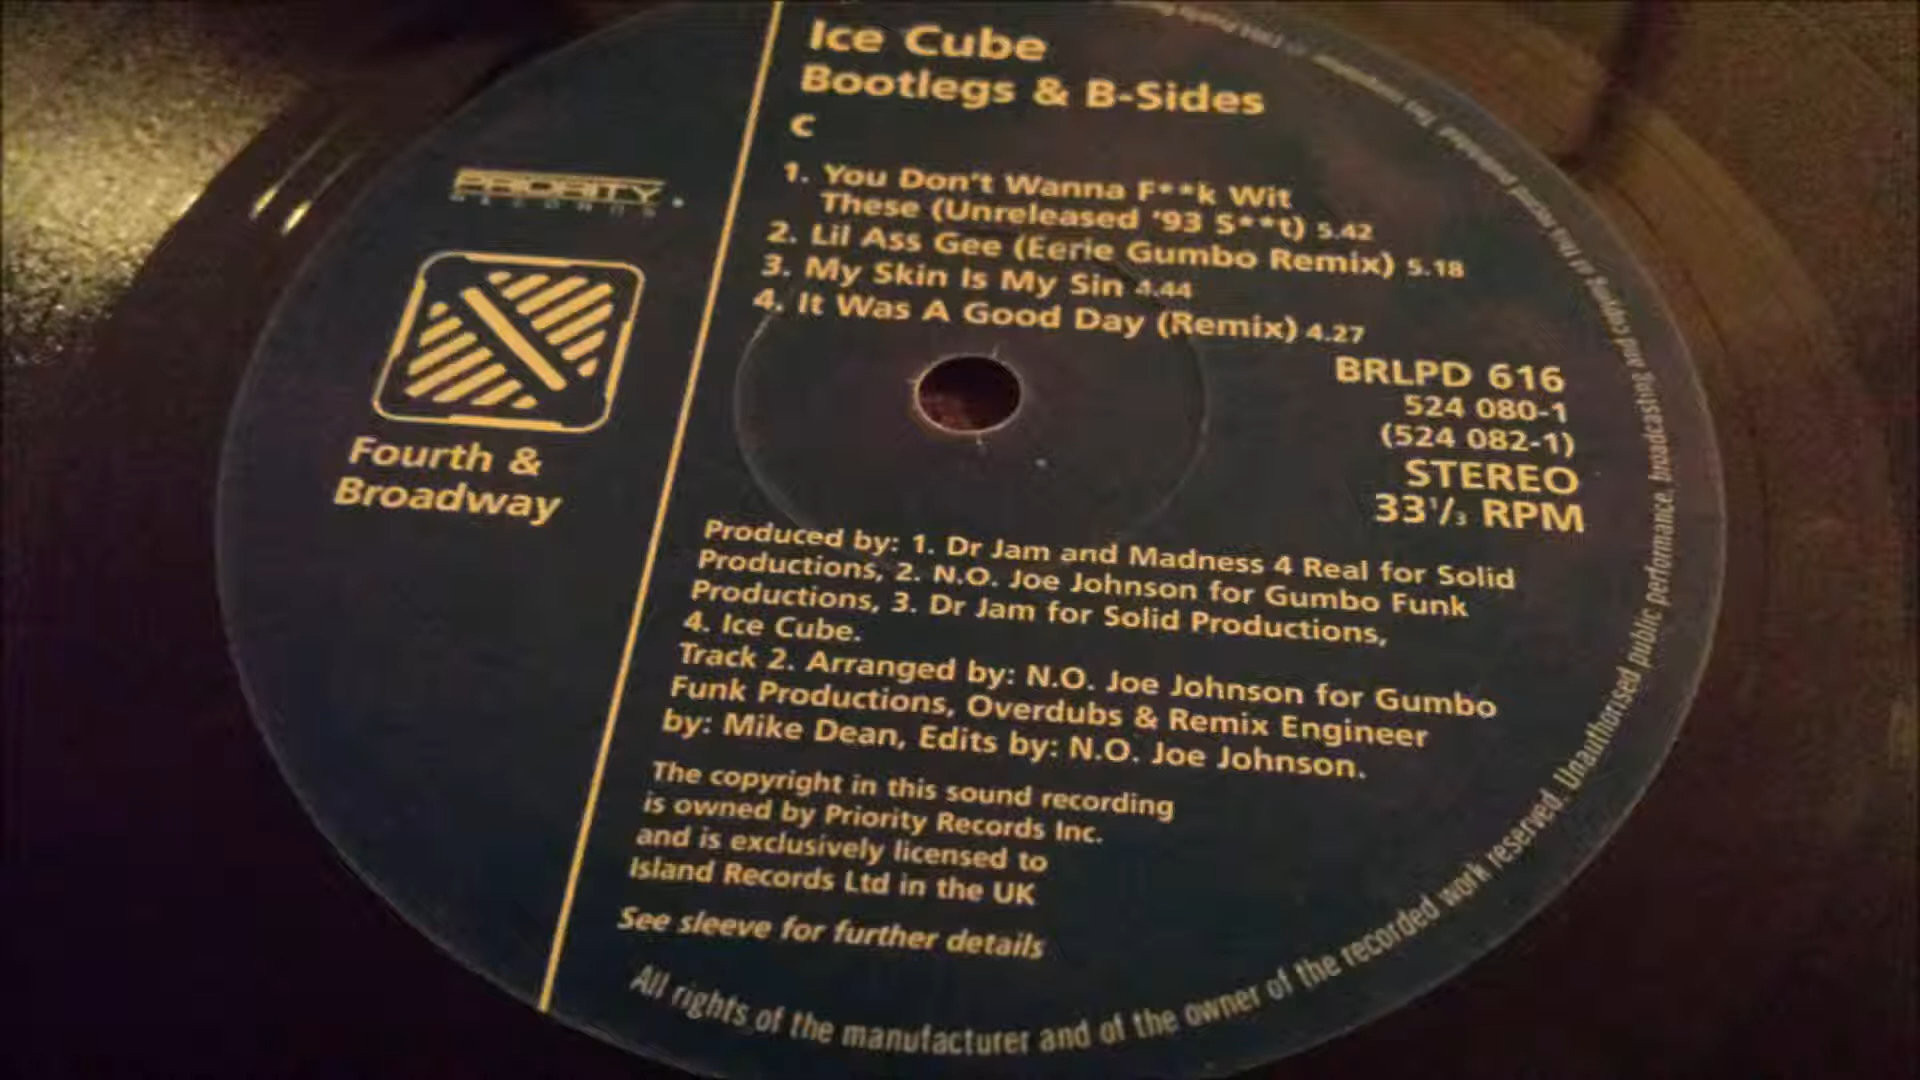 Ice Cube
Bootlegs & B-Sides
C
1. You Don't Wanna F**k Wit
These (Unreleased '93 S**t) 5.42
2. Lil Ass Gee (Eerie Gumbo Remix) 5.18
3. My Skin Is My Sin 4.44
4. It Was A Good Day (Remix) 4.27
PRIORITY
RECORDS
Fourth &
Broadway
BRLPD 616
524 080-1
(524 082-1)
STEREO
33⅓ RPM
Produced by: 1. Dr Jam and Madness 4 Real for Solid
Productions, 2. N.O. Joe Johnson for Gumbo Funk
Productions, 3. Dr Jam for Solid Productions,
4. Ice Cube.
Track 2. Arranged by: N.O. Joe Johnson for Gumbo
Funk Productions, Overdubs & Remix Engineer
by: Mike Dean, Edits by: N.O. Joe Johnson.
The copyright in this sound recording
is owned by Priority Records Inc.
and is exclusively licensed to
Island Records Ltd in the UK
See sleeve for further details
All rights of the manufacturer and of the owner of the recorded work reserved. Unauthorised public performance, broadcasting and copying of this record prohibited.